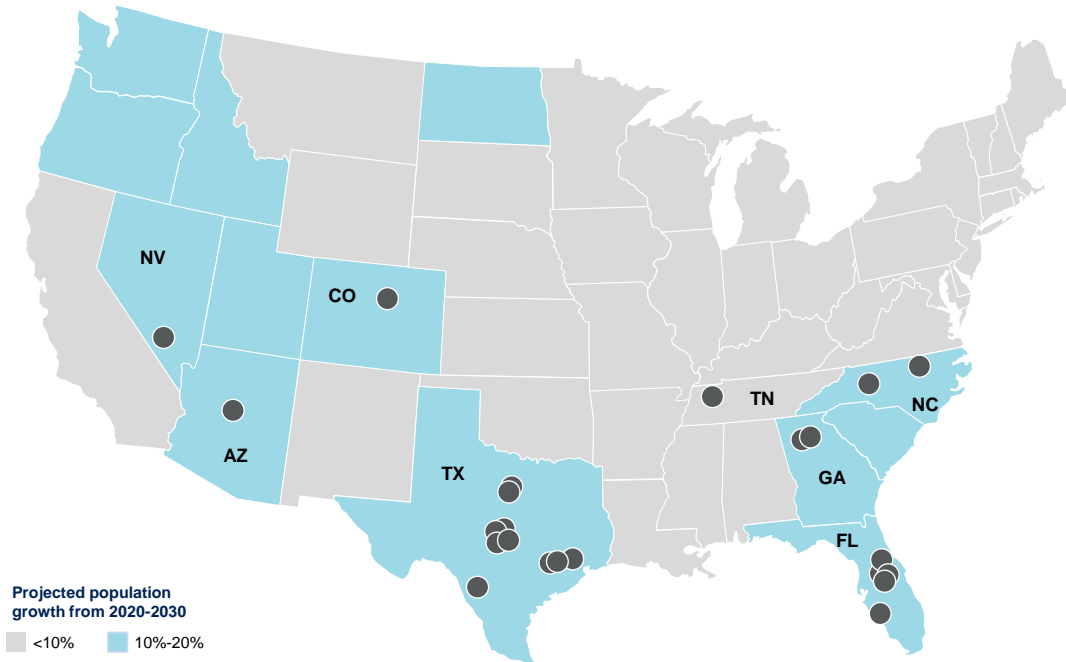 NV
CO
TN
NC
AZ
TX
GA
FL
Projected population
growth from 2020-2030
<10%
10%-20%